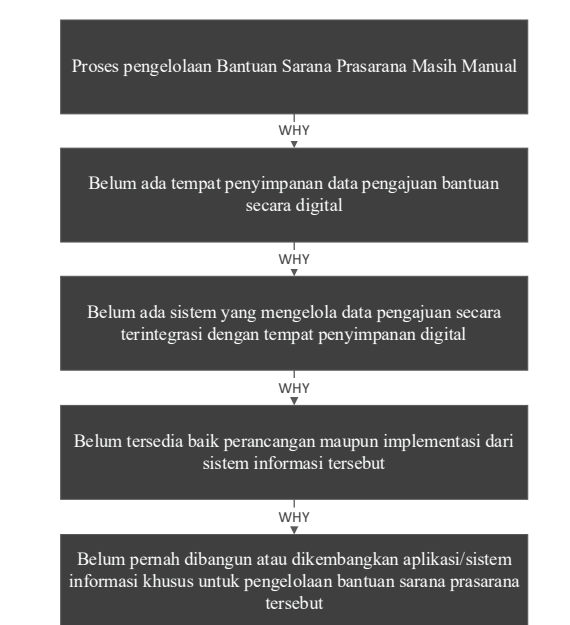 Proses pengelolaan Bantuan Sarana Prasarana Masih Manual
WHY
Belum ada tempat penyimpanan data pengajuan bantuan
secara digital
WHY
Belum ada sistem yang mengelola data pengajuan secara
terintegrasi dengan tempat penyimpanan digital
WHY
Belum tersedia baik perancangan maupun implementasi dari
sistem informasi tersebut
WHY
Belum pernah dibangun atau dikembangkan aplikasi/sistem
informasi khusus untuk pengelolaan bantuan sarana prasarana
tersebut